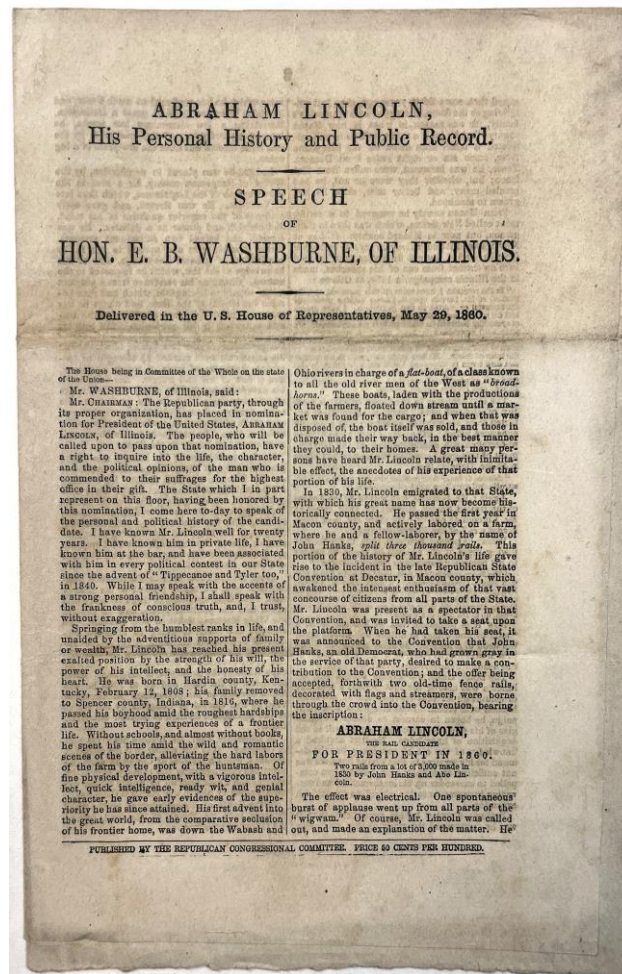 ABRAHAM LINCOLN,
His Personal History and Public Record.
SPEECH
OF
HON. E. B. WASHBURNE, OF ILLINOIS.
Delivered in the U. S. House of Representatives, May 29, 1860.
The House being in Committee of the Whole on the state
of the Union—
Mr. WASHBURNE, of Illinois, said:
Mr. CHAIRMAN: The Republican party, through
its proper organization, has placed in nomina-
tion for President of the United States, ABRAHAM
LINCOLN, of Illinois. The people, who will be
called upon to pass upon that nomination, have
a right to inquire into the life, the character,
and the political opinions, of the man who is
commended to their suffrages for the highest
office in their gift. The State which I in part
represent on this floor, having been honored by
this nomination, I come here to-day to speak of
the personal and political history of the candi-
date. I have known Mr. Lincoln well for twenty
years. I have known him in private life, I have
known him at the bar, and have been associated
with him in every political contest in our State
since the advent of "Tippecanoe and Tyler too,"
in 1840. While I may speak with the accents of
a strong personal friendship, I shall speak with
the frankness of conscious truth, and, I trust,
without exaggeration.
Springing from the humblest ranks in life, and
unaided by the adventitious supports of family
or wealth, Mr. Lincoln has reached his present
exalted position by the strength of his will, the
power of his intellect, and the honesty of his
heart. He was born in Hardin county, Ken-
tucky, February 12, 1808; his family removed
to Spencer county, Indiana, in 1816, where he
passed his boyhood amid the roughest hardships
and the most trying experiences of a frontier
life. Without schools, and almost without books,
he spent his time amid the wild and romantic
scenes of the border, alleviating the hard labors
of the farm by the sport of the huntsman. Of
fine physical development, with a vigorous intel-
lect, quick intelligence, ready wit, and genial
character, he gave early evidences of the supe-
riority he has since attained. His first advent into
the great world, from the comparative seclusion
of his frontier home, was down the Wabash and
Ohio rivers in charge of a flat-boat, of a class known
to all the old river men of the West as "broad-
horns." These boats, laden with the productions
of the farmers, floated down stream until a mar-
ket was found for the cargo; and when that was
disposed of, the boat itself was sold, and those in
charge made their way back, in the best manner
they could, to their homes. A great many per-
sons have heard Mr. Lincoln relate, with inimita-
ble effect, the anecdotes of his experience of that
portion of his life.
In 1830, Mr. Lincoln emigrated to that State,
with which his great name has now become his-
torically connected. He passed the first year in
Macon county, and actively labored on a farm,
where he and a fellow-laborer, by the name of
John Hanks, split three thousand rails. This
portion of the history of Mr. Lincoln's life gave
rise to the incident in the late Republican State
Convention at Decatur, in Macon county, which
awakened the intensest enthusiasm of that vast
concourse of citizens from all parts of the State.
Mr. Lincoln was present as a spectator in that
Convention, and was invited to take a seat upon
the platform. When he had taken his seat, it
was announced to the Convention that John
Hanks, an old Democrat, who had grown gray in
the service of that party, desired to make a con-
tribution to the Convention; and the offer being
accepted, forthwith two old-time fence rails,
decorated with flags and streamers, were borne
through the crowd into the Convention, bearing
the inscription:
ABRAHAM LINCOLN,
THE RAIL CANDIDATE
FOR PRESIDENT IN 1860.
Two rails from a lot of 3,000 made in
1830 by John Hanks and Abe Lin-
coln.
The effect was electrical. One spontaneous
burst of applause went up from all parts of the
"wigwam." Of course, Mr. Lincoln was called
out, and made an explanation of the matter. He
PUBLISHED BY THE REPUBLICAN CONGRESSIONAL COMMITTEE. PRICE 50 CENTS PER HUNDRED.